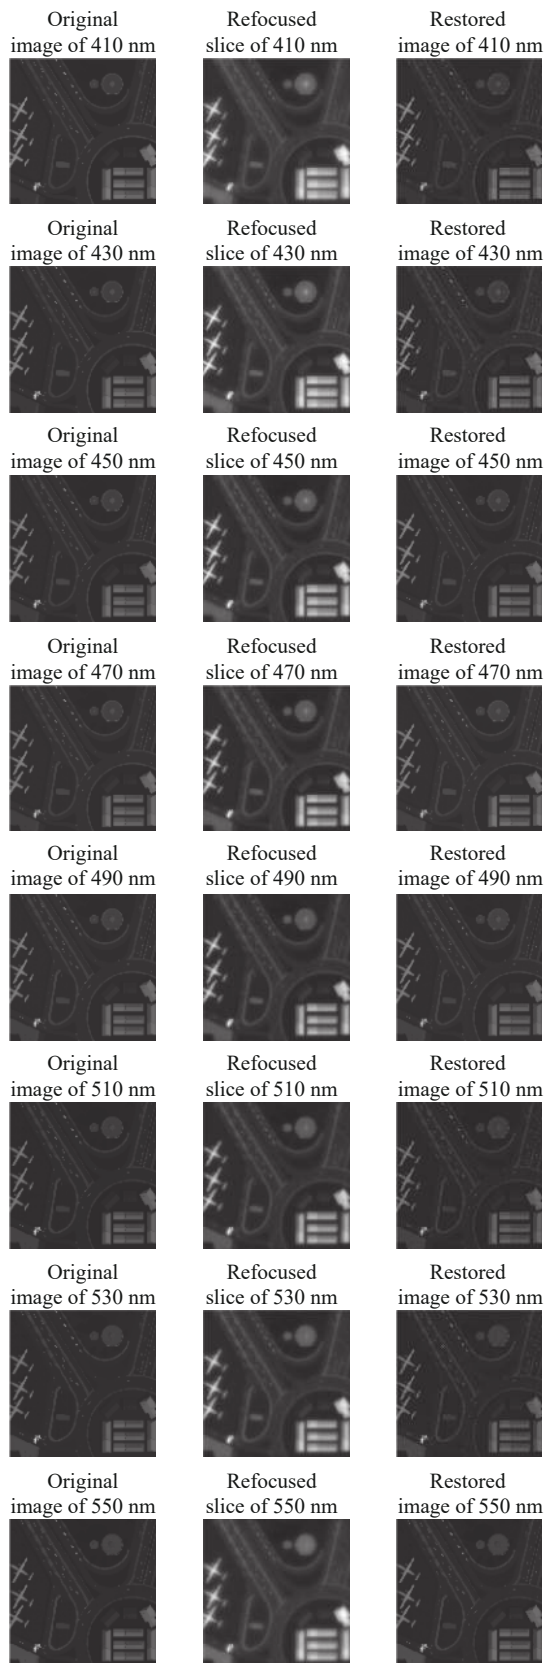 Original
image of 410 nm
Refocused
slice of 410 nm
Restored
image of 410 nm
Original
image of 430 nm
Refocused
slice of 430 nm
Restored
image of 430 nm
Original
image of 450 nm
Refocused
slice of 450 nm
Restored
image of 450 nm
Original
image of 470 nm
Refocused
slice of 470 nm
Restored
image of 470 nm
Original
image of 490 nm
Refocused
slice of 490 nm
Restored
image of 490 nm
Original
image of 510 nm
Refocused
slice of 510 nm
Restored
image of 510 nm
Original
image of 530 nm
Refocused
slice of 530 nm
Restored
image of 530 nm
Original
image of 550 nm
Refocused
slice of 550 nm
Restored
image of 550 nm